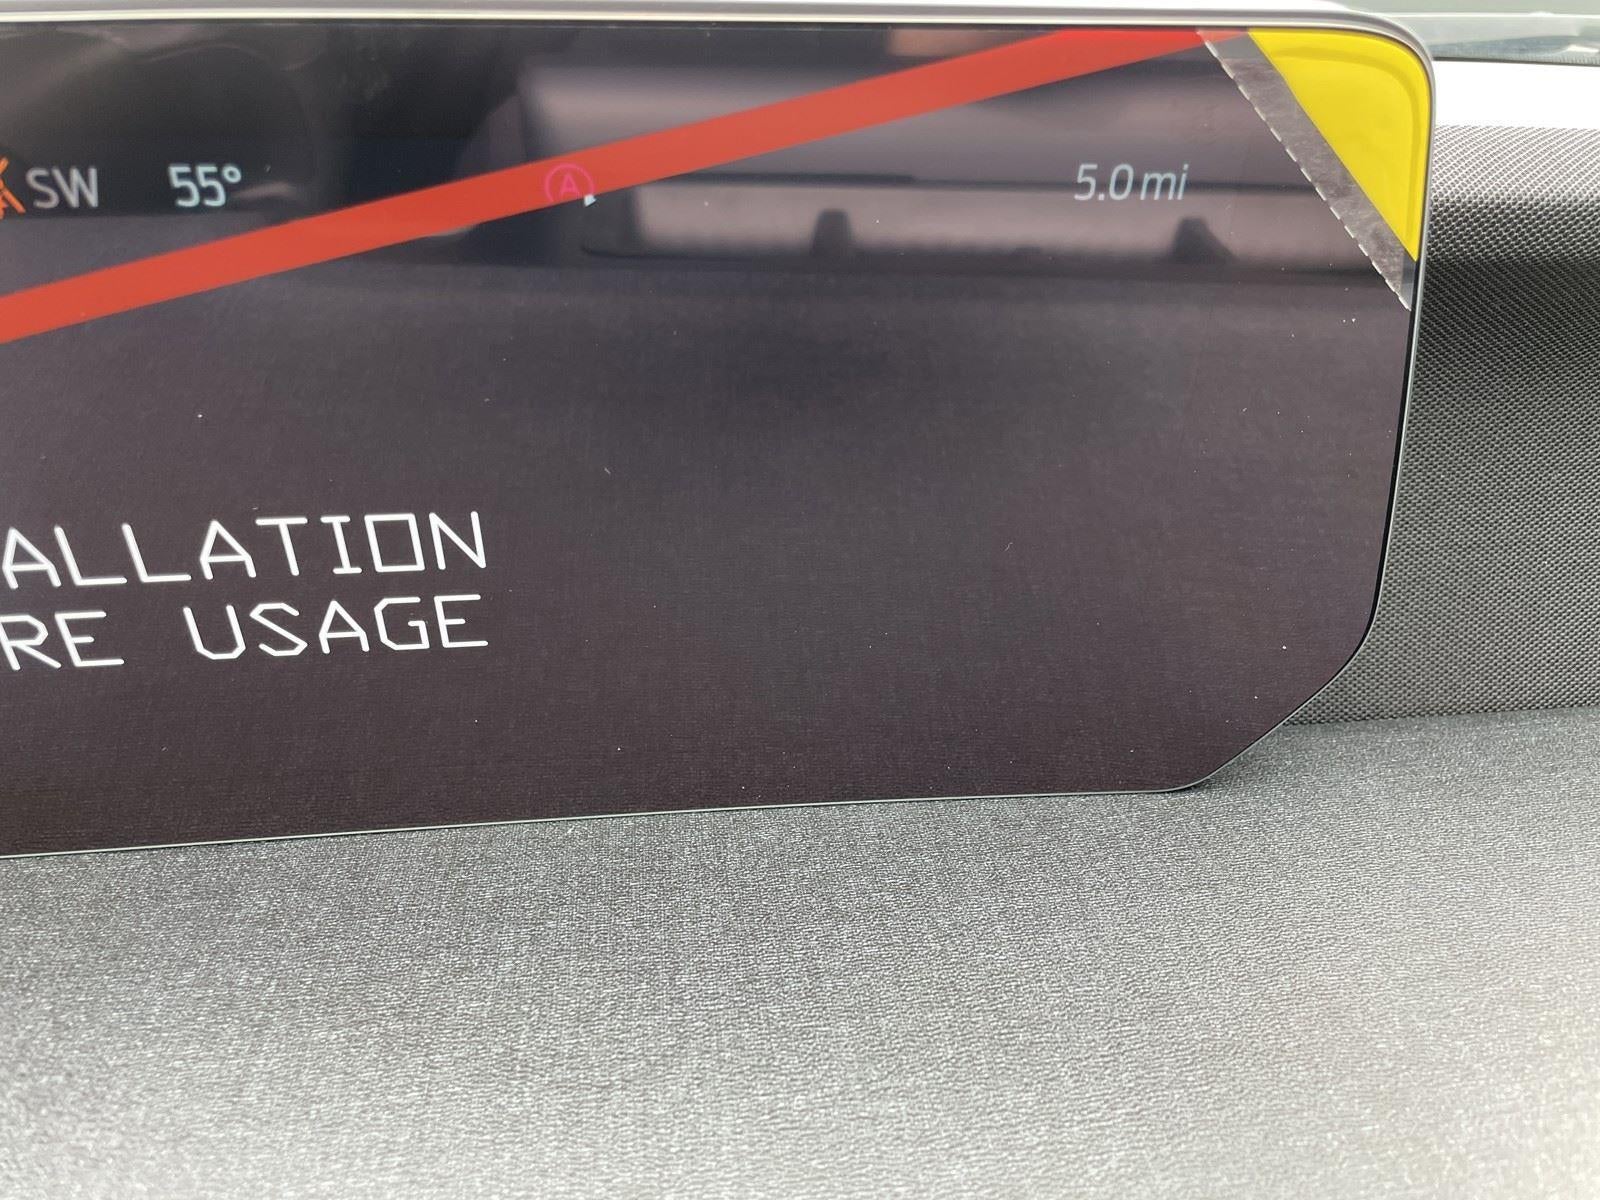 SW 55° A 5.0 mi
ALLATION
RE USAGE